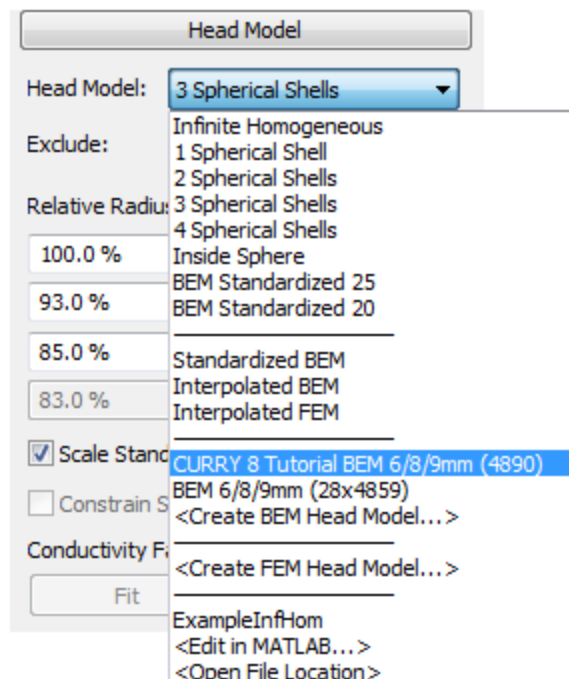 Head Model
Head Model:
3 Spherical Shells
Exclude:
Relative Radiu
100.0 %
93.0 %
85.0 %
83.0 %
Scale Stand
Constrain S
Conductivity Fa
Fit
Infinite Homogeneous
1 Spherical Shell
2 Spherical Shells
3 Spherical Shells
4 Spherical Shells
Inside Sphere
BEM Standardized 25
BEM Standardized 20
Standardized BEM
Interpolated BEM
Interpolated FEM
CURRY 8 Tutorial BEM 6/8/9mm (4890)
BEM 6/8/9mm (28x4859)
<Create BEM Head Model...>
<Create FEM Head Model...>
ExampleInfHom
<Edit in MATLAB...>
<Open File Location>